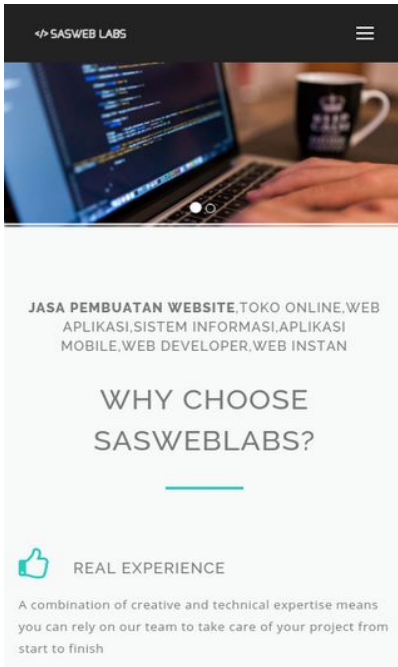 </> SASWEB LABS
JASA PEMBUATAN WEBSITE,TOKO ONLINE,WEB
APLIKASI,SISTEM INFORMASI,APLIKASI
MOBILE,WEB DEVELOPER,WEB INSTAN
WHY CHOOSE
SASWEBLABS?
REAL EXPERIENCE
A combination of creative and technical expertise means
you can rely on our team to take care of your project from
start to finish